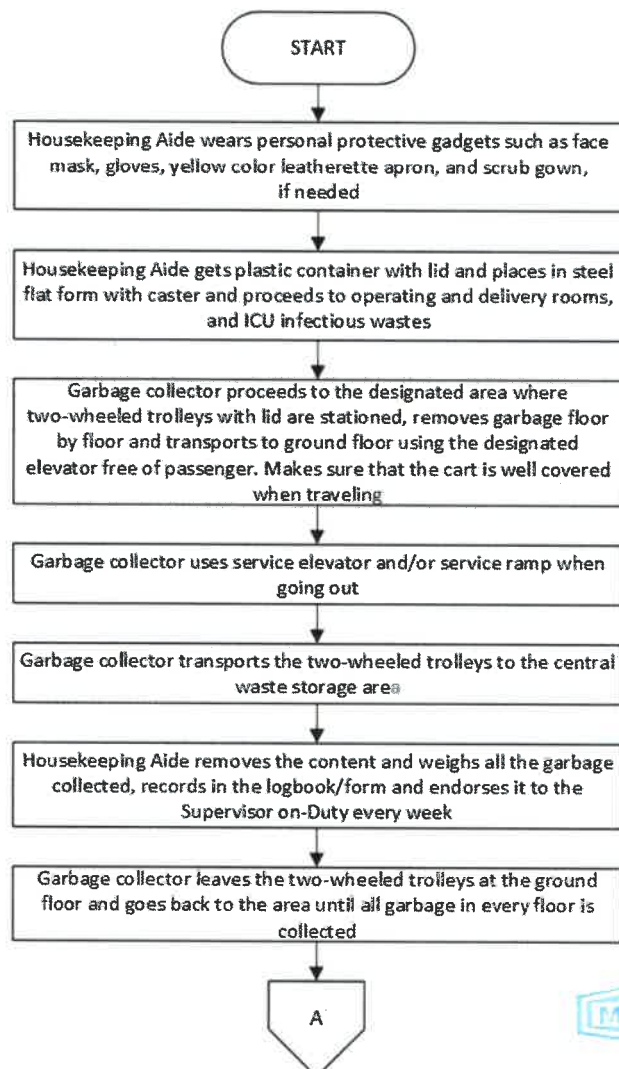 START
Housekeeping Aide wears personal protective gadgets such as face
mask, gloves, yellow color leatherette apron, and scrub gown,
if needed
Housekeeping Aide gets plastic container with lid and places in steel
flat form with caster and proceeds to operating and delivery rooms,
and ICU infectious wastes
Garbage collector proceeds to the designated area where
two-wheeled trolleys with lid are stationed, removes garbage floor
by floor and transports to ground floor using the designated
elevator free of passenger. Makes sure that the cart is well covered
when traveling
Garbage collector uses service elevator and/or service ramp when
going out
Garbage collector transports the two-wheeled trolleys to the central
waste storage area
Housekeeping Aide removes the content and weighs all the garbage
collected, records in the logbook/form and endorses it to the
Supervisor on-Duty every week
Garbage collector leaves the two-wheeled trolleys at the ground
floor and goes back to the area until all garbage in every floor is
collected
A
M